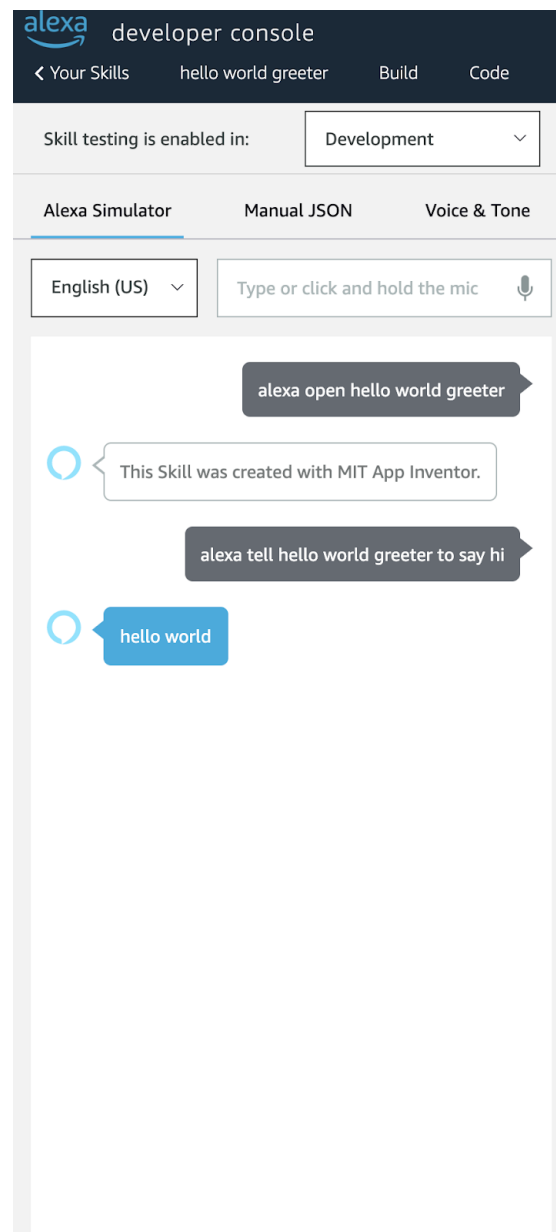 alexa developer console
Your Skills hello world greeter Build Code
Skill testing is enabled in: Development
Alexa Simulator Manual JSON Voice & Tone
English (US) Type or click and hold the mic
alexa open hello world greeter
This Skill was created with MIT App Inventor.
alexa tell hello world greeter to say hi
hello world